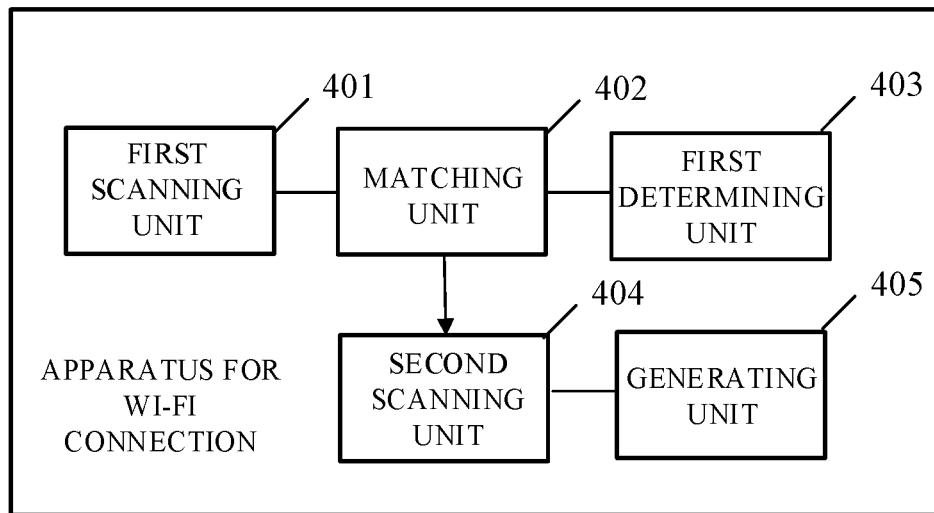 401
402
403
FIRST
SCANNING
UNIT
MATCHING
UNIT
FIRST
DETERMINING
UNIT
404
405
APPARATUS FOR
WI-FI
CONNECTION
SECOND
SCANNING
UNIT
GENERATING
UNIT